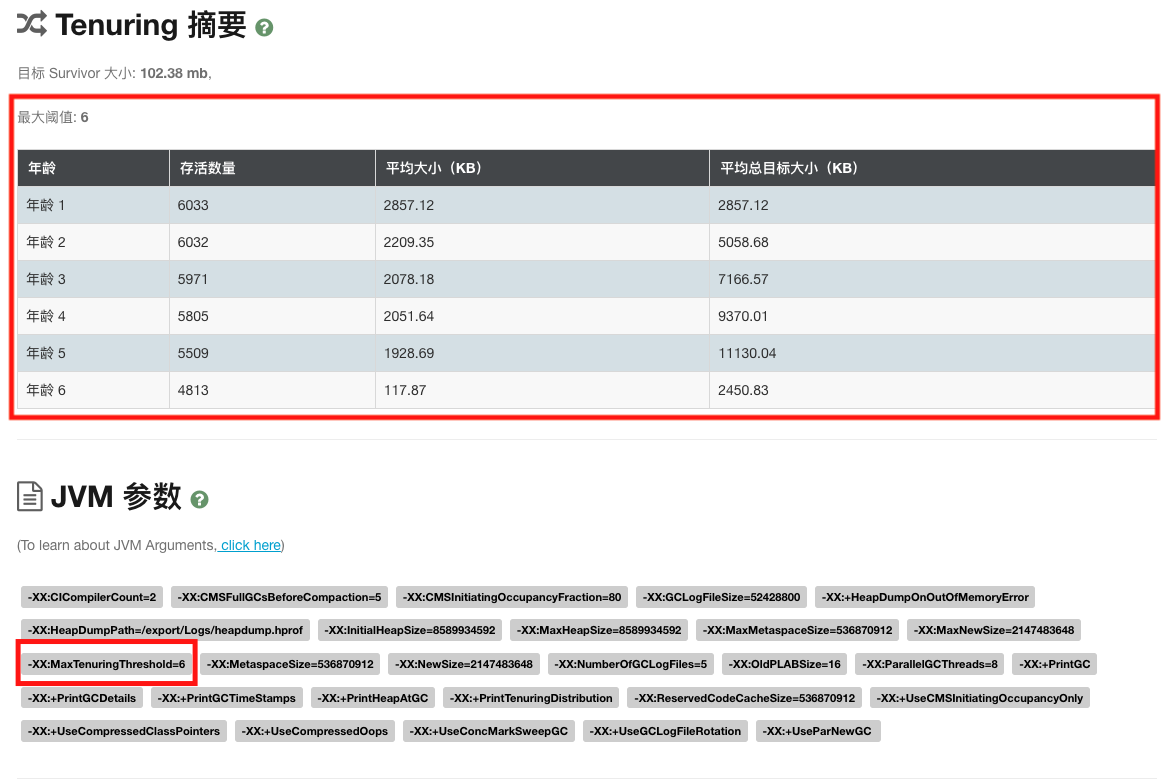 Tenuring 摘要 ?
目标 Survivor 大小: 102.38 mb,
最大阈值: 6
年龄 存活数量 平均大小（KB） 平均总目标大小（KB）
年龄 1 6033 2857.12 2857.12
年龄 2 6032 2209.35 5058.68
年龄 3 5971 2078.18 7166.57
年龄 4 5805 2051.64 9370.01
年龄 5 5509 1928.69 11130.04
年龄 6 4813 117.87 2450.83
JVM 参数 ?
(To learn about JVM Arguments, click here)
-XX:CICompilerCount=2 -XX:CMSFullGCsBeforeCompaction=5 -XX:CMSInitiatingOccupancyFraction=80 -XX:GCLogFileSize=52428800 -XX:+HeapDumpOnOutOfMemoryError
-XX:HeapDumpPath=/export/Logs/heapdump.hprof -XX:InitialHeapSize=8589934592 -XX:MaxHeapSize=8589934592 -XX:MaxMetaspaceSize=536870912 -XX:MaxNewSize=2147483648
-XX:MaxTenuringThreshold=6 -XX:MetaspaceSize=536870912 -XX:NewSize=2147483648 -XX:NumberOfGCLogFiles=5 -XX:OldPLABSize=16 -XX:ParallelGCThreads=8 -XX:+PrintGC
-XX:+PrintGCDetails -XX:+PrintGCTimeStamps -XX:+PrintHeapAtGC -XX:+PrintTenuringDistribution -XX:ReservedCodeCacheSize=536870912 -XX:+UseCMSInitiatingOccupancyOnly
-XX:+UseCompressedClassPointers -XX:+UseCompressedOops -XX:+UseConcMarkSweepGC -XX:+UseGCLogFileRotation -XX:+UseParNewGC